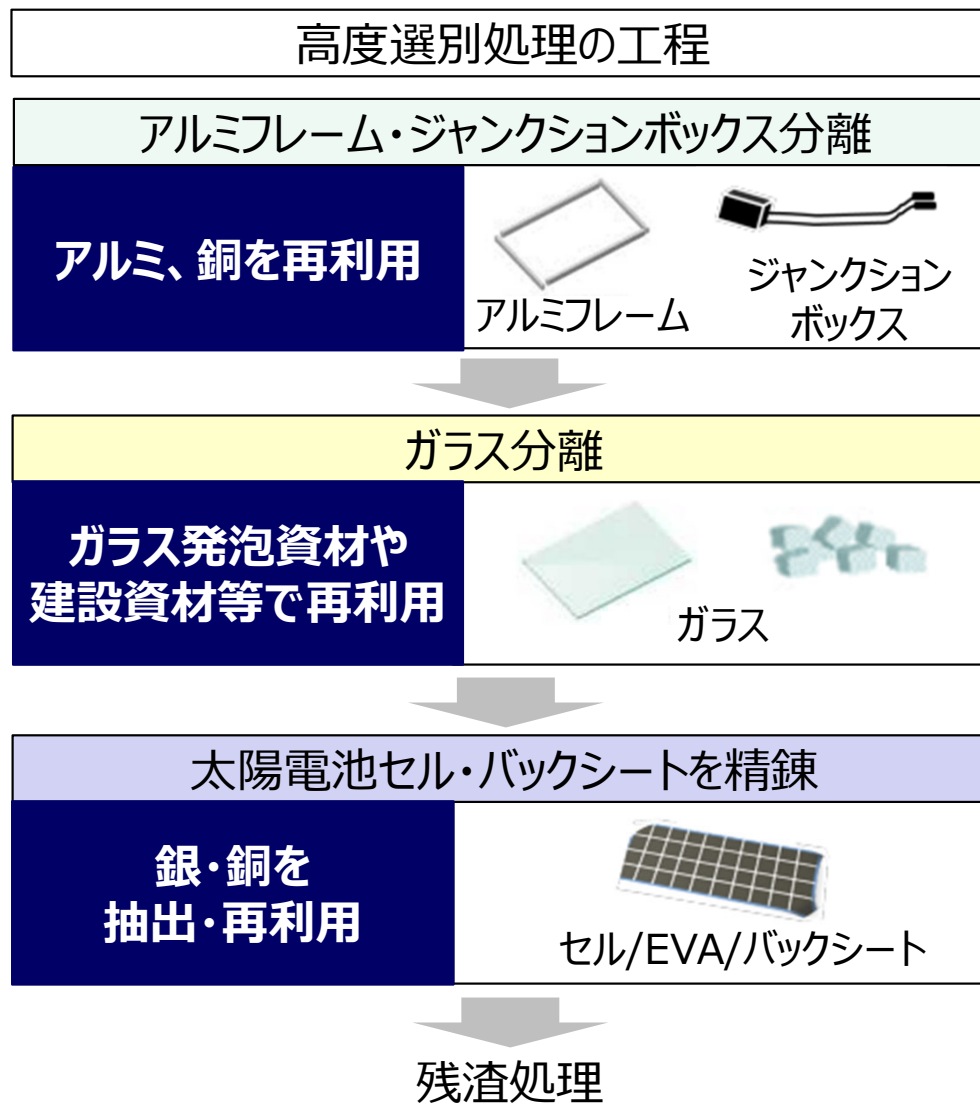 高度選別処理の工程
アルミフレーム・ジャンクションボックス分離
アルミ、銅を再利用
アルミフレーム
ジャンクション
ボックス
ガラス分離
ガラス発泡資材や
建設資材等で再利用
ガラス
太陽電池セル・バックシートを精錬
銀・銅を
抽出・再利用
セル/EVA/バックシート
残渣処理